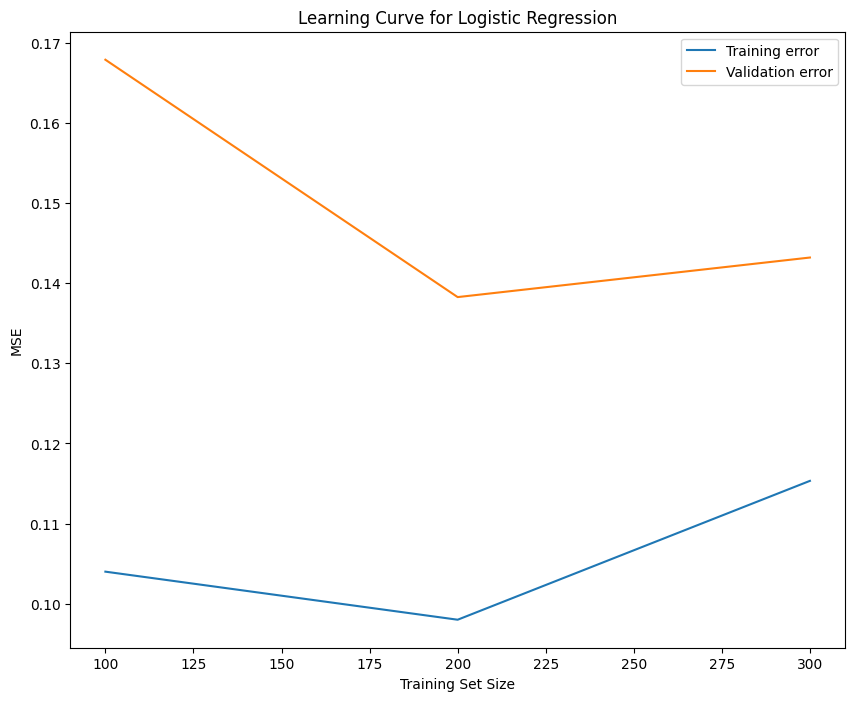 Learning Curve for Logistic Regression
Training error
Validation error
MSE
0.17
0.16
0.15
0.14
0.13
0.12
0.11
0.10
100 125 150 175 200 225 250 275 300
Training Set Size